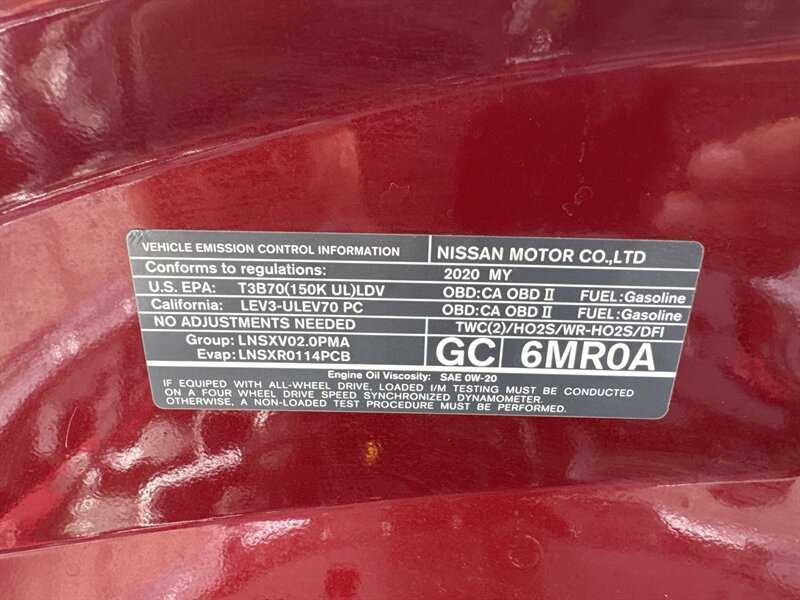 VEHICLE EMISSION CONTROL INFORMATION NISSAN MOTOR CO.,LTD
Conforms to regulations: 2020 MY
U.S. EPA: T3B70(150K UL)LDV OBD:CA OBD II FUEL:Gasoline
California: LEV3-ULEV70 PC OBD:CA OBD II FUEL:Gasoline
NO ADJUSTMENTS NEEDED TWC(2)/HO2S/WR-HO2S/DFI
Group: LNSXV02.0PMA
Evap: LNSXR0114PCB
GC 6MR0A
Engine Oil Viscosity: SAE 0W-20
IF EQUIPED WITH ALL-WHEEL DRIVE, LOADED I/M TESTING MUST BE CONDUCTED
ON A FOUR WHEEL DRIVE SPEED SYNCHRONIZED DYNAMOMETER.
OTHERWISE, A NON-LOADED TEST PROCEDURE MUST BE PERFORMED.